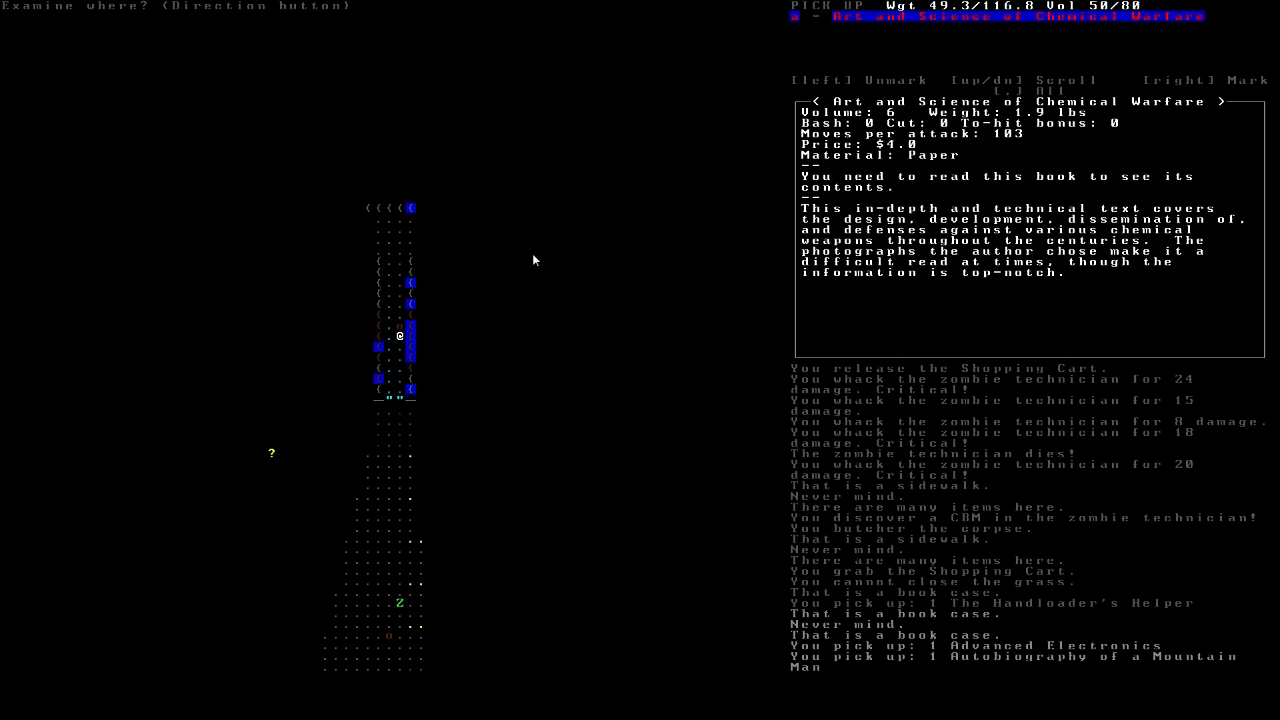 Examine where? (Direction button)
PICK UP  Wgt 49.3/116.8 Vol 50/80
a - Art and Science of Chemical Warfare
[left] Unmark  [up/dn] Scroll  [right] Mark
[.] All
< Art and Science of Chemical Warfare >
Volume: 6  Weight: 1.9 lbs
Bash: 0 Cut: 0 To-hit bonus: 0
Moves per attack: 103
Price: $4.0
Material: Paper
--
You need to read this book to see its
contents.
--
This in-depth and technical text covers
the design, development, dissemination of,
and defenses against various chemical
weapons throughout the centuries.  The
photographs the author chose make it a
difficult read at times, though the
information is top-notch.
You release the Shopping Cart.
You whack the zombie technician for 24
damage. Critical!
You whack the zombie technician for 15
damage.
You whack the zombie technician for 8 damage.
You whack the zombie technician for 18
damage. Critical!
The zombie technician dies!
You whack the zombie technician for 20
damage. Critical!
That is a sidewalk.
Never mind.
There are many items here.
You discover a CBM in the zombie technician!
You butcher the corpse.
That is a sidewalk.
Never mind.
There are many items here.
You grab the Shopping Cart.
You cannot close the grass.
That is a book case.
You pick up: 1 The Handloader's Helper
That is a book case.
Never mind.
That is a book case.
You pick up: 1 Advanced Electronics
You pick up: 1 Autobiography of a Mountain
Man
@
?
Z
o